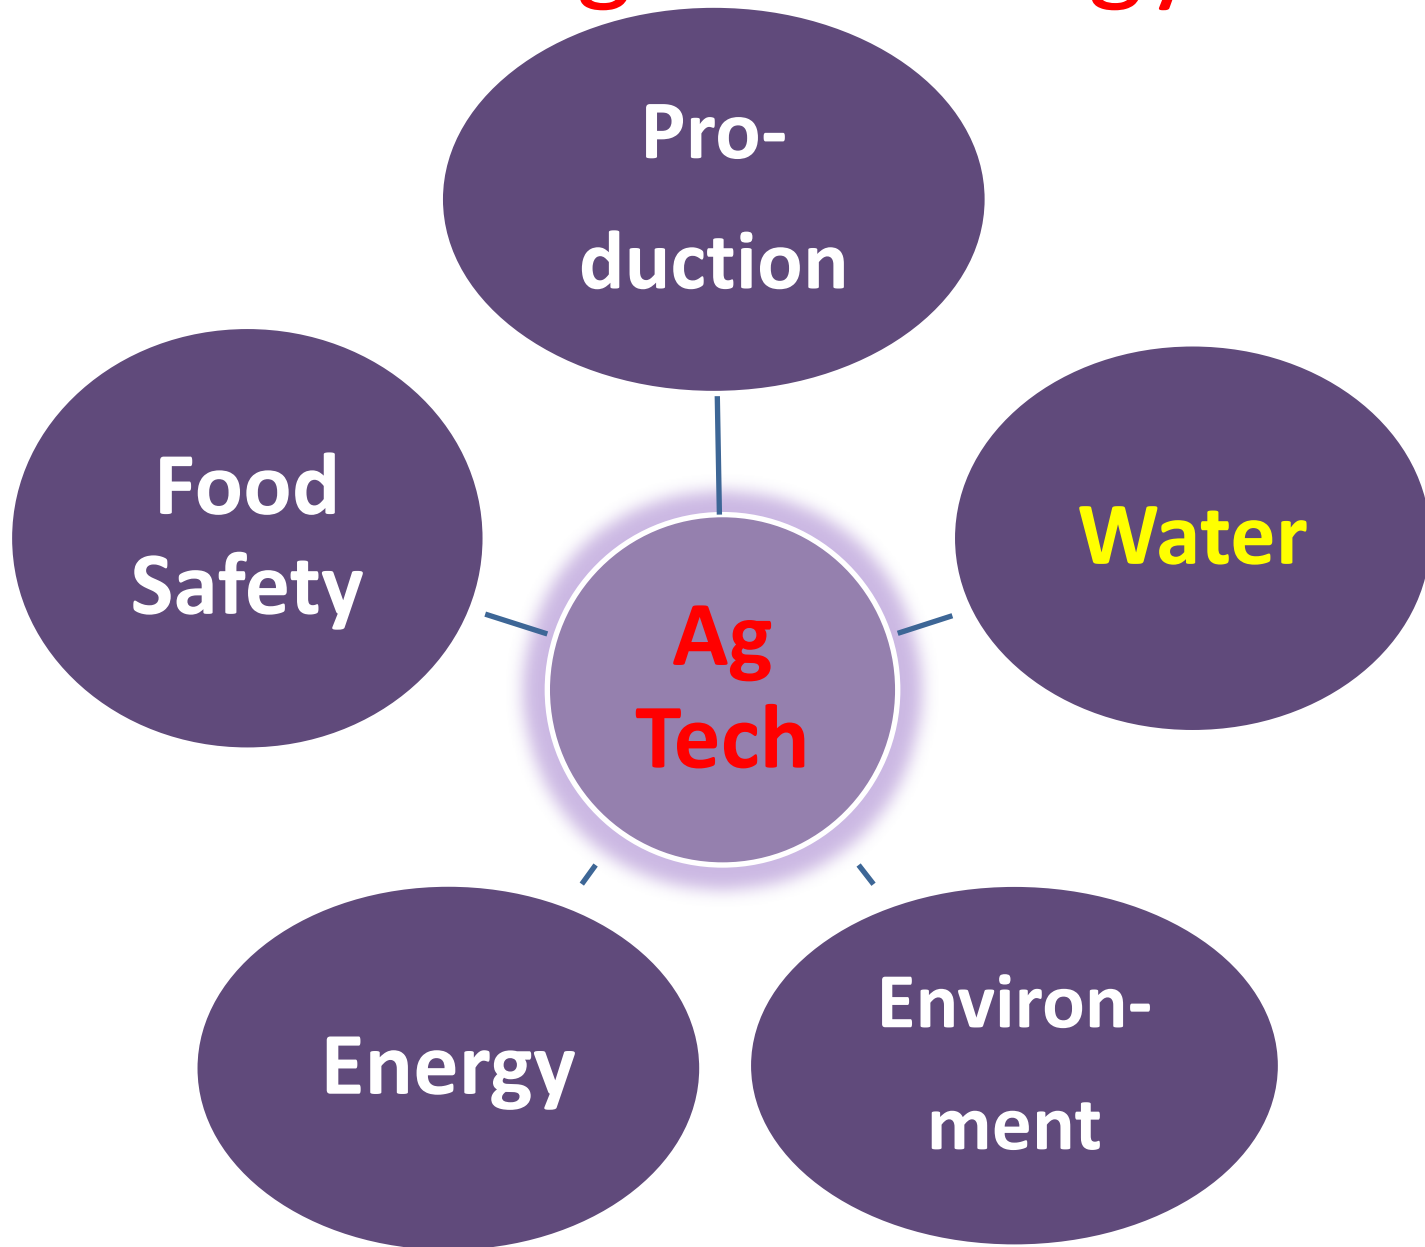 Pro-
duction
Food
Safety
Water
Ag
Tech
Energy
Environ-
ment